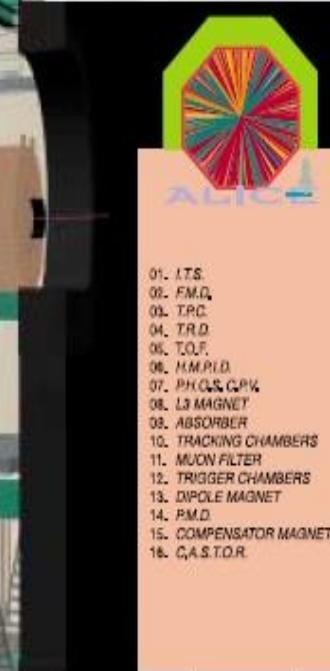 ALICE
01. I.T.S.
02. F.M.D.
03. T.P.C.
04. T.R.D.
05. T.O.F.
06. H.M.P.I.D.
07. P.H.O.S. C.P.V.
08. L3 MAGNET
09. ABSORBER
10. TRACKING CHAMBERS
11. MUON FILTER
12. TRIGGER CHAMBERS
13. DIPOLE MAGNET
14. P.M.D.
15. COMPENSATOR MAGNET
16. C.A.S.T.O.R.